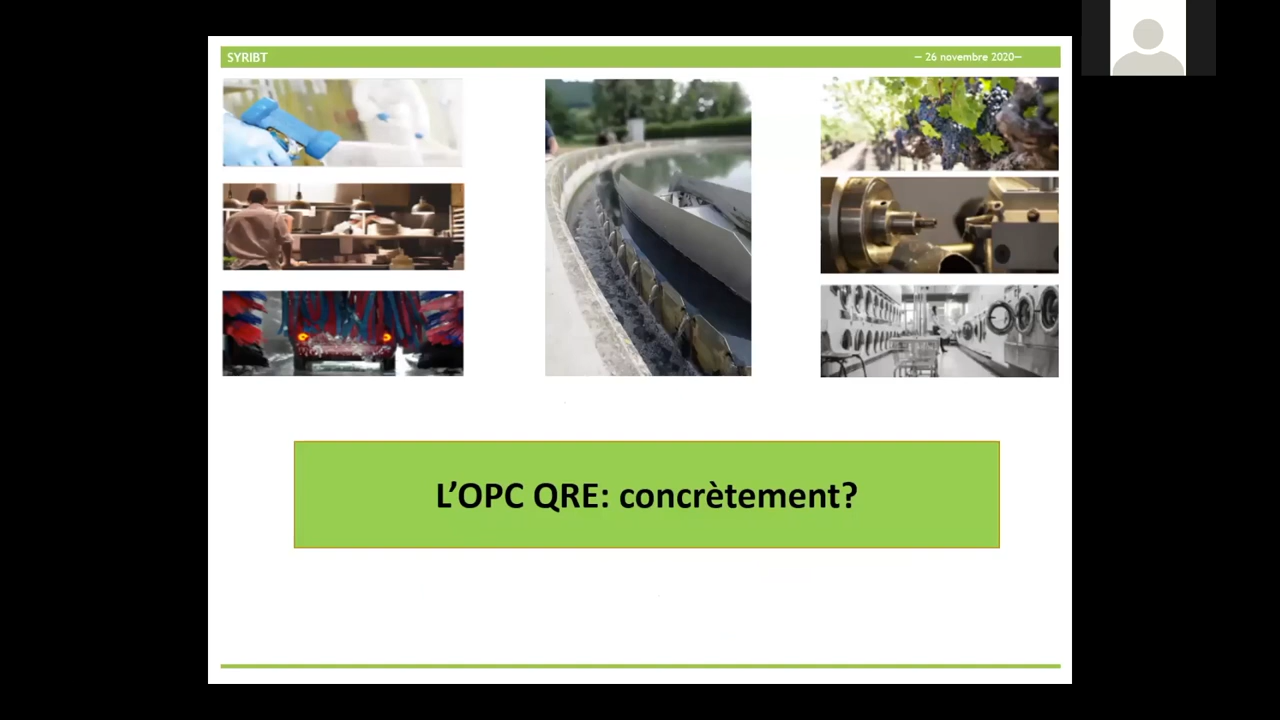 SYRIBT
— 26 novembre 2020—
L’OPC QRE: concrètement?